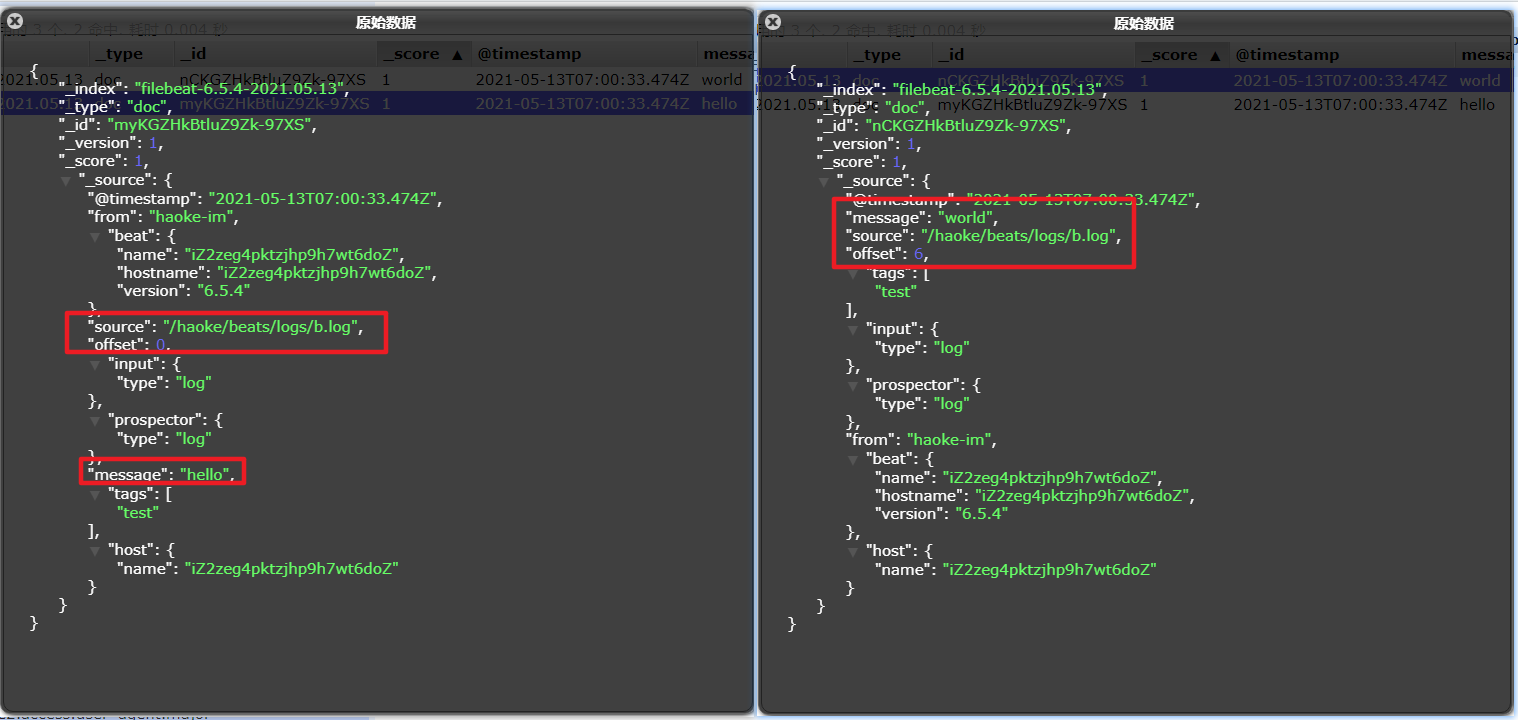 原始数据
3 个. 2 命中. 耗时 0.004 秒
_type _id _score ▲ @timestamp messa
2021.05.13 doc nCKGZHkBtluZ9Zk-97XS 1 2021-05-13T07:00:33.474Z world
2021.05 myKGZHkBtluZ9Zk-97XS 1 2021-05-13T07:00:33.474Z hello
{
"_index": "filebeat-6.5.4-2021.05.13",
"_type": "doc",
"_id": "myKGZHkBtluZ9Zk-97XS",
"_version": 1,
"_score": 1,
"_source": {
"@timestamp": "2021-05-13T07:00:33.474Z",
"from": "haoke-im",
"beat": {
"name": "iZ2zeg4pktzjhp9h7wt6doZ",
"hostname": "iZ2zeg4pktzjhp9h7wt6doZ",
"version": "6.5.4"
},
"source": "/haoke/beats/logs/b.log",
"offset": 0,
"input": {
"type": "log"
},
"prospector": {
"type": "log"
},
"message": "hello",
"tags": [
"test"
],
"host": {
"name": "iZ2zeg4pktzjhp9h7wt6doZ"
}
}
}
原始数据
3 个. 2 命中. 耗时 0.004 秒
_type _id _score ▲ @timestamp messa
2021.05.13 doc nCKGZHkBtluZ9Zk-97XS 1 2021-05-13T07:00:33.474Z world
2021.05 myKGZHkBtluZ9Zk-97XS 1 2021-05-13T07:00:33.474Z hello
{
"_index": "filebeat-6.5.4-2021.05.13",
"_type": "doc",
"_id": "nCKGZHkBtluZ9Zk-97XS",
"_version": 1,
"_score": 1,
"_source": {
"@timestamp": "2021-05-13T07:00:33.474Z",
"message": "world",
"source": "/haoke/beats/logs/b.log",
"offset": 6,
"tags": [
"test"
],
"input": {
"type": "log"
},
"prospector": {
"type": "log"
},
"from": "haoke-im",
"beat": {
"name": "iZ2zeg4pktzjhp9h7wt6doZ",
"hostname": "iZ2zeg4pktzjhp9h7wt6doZ",
"version": "6.5.4"
},
"host": {
"name": "iZ2zeg4pktzjhp9h7wt6doZ"
}
}
}